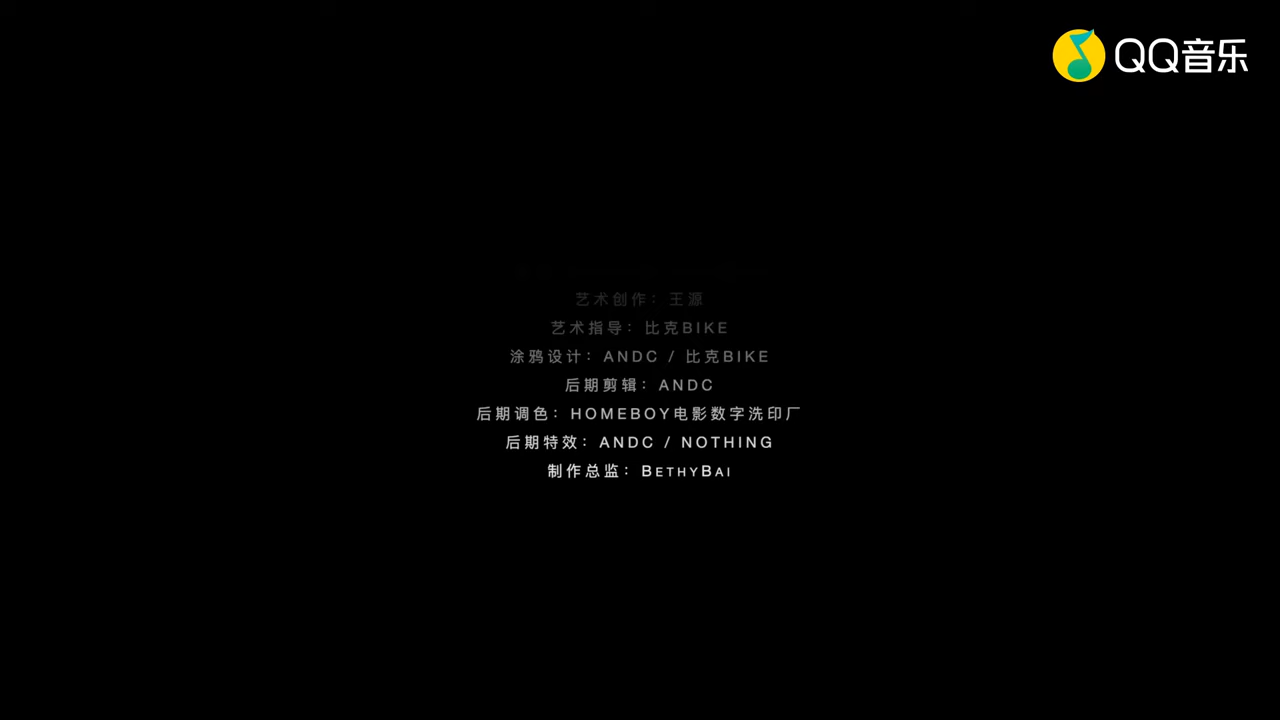 QQ音乐
艺术创作：王源
艺术指导：比克BIKE
涂鸦设计：ANDC / 比克BIKE
后期剪辑：ANDC
后期调色：HOMEBOY电影数字洗印厂
后期特效：ANDC / NOTHING
制作总监：BETHYBAI